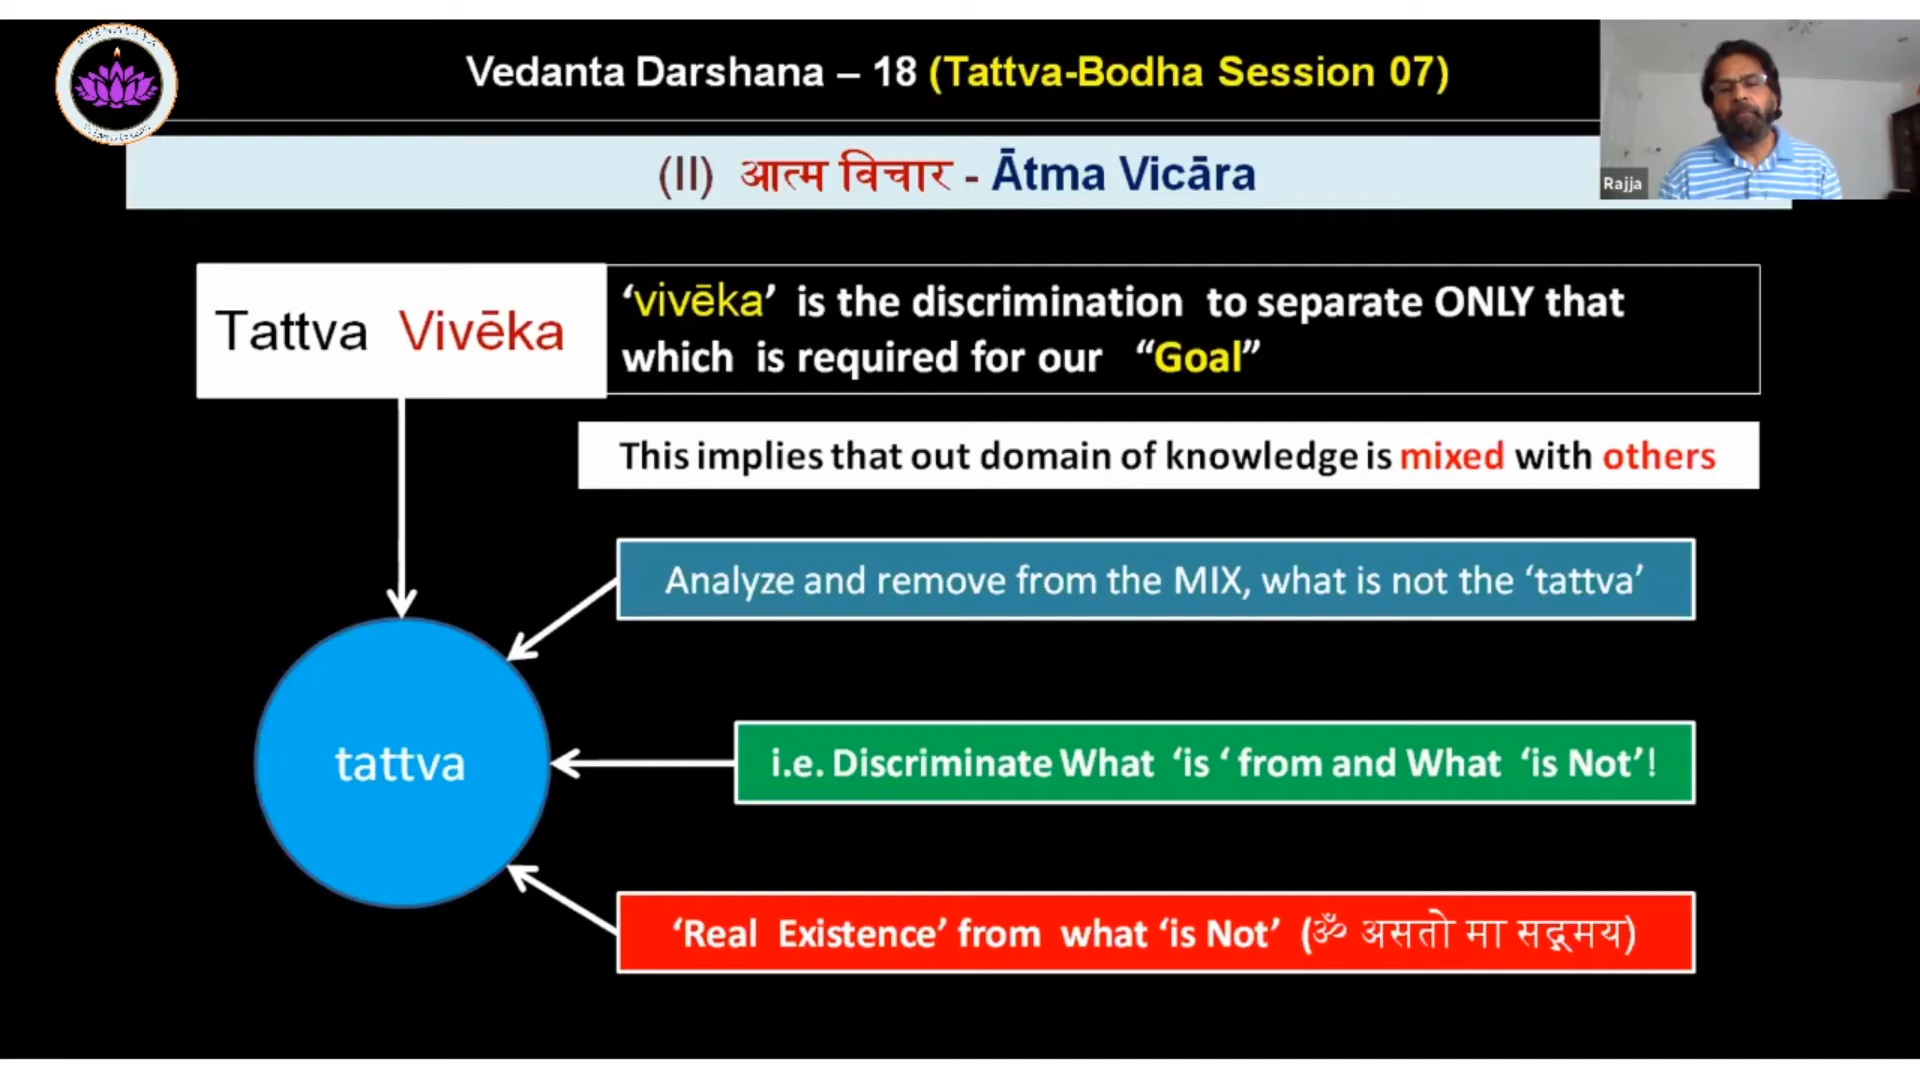 Vedanta Darshana – 18 (Tattva-Bodha Session 07)
(II) आत्म विचार - Ātma Vicāra
Rajja
Tattva Vivēka
‘vivēka’ is the discrimination to separate ONLY that
which is required for our “Goal”
This implies that out domain of knowledge is mixed with others
Analyze and remove from the MIX, what is not the ‘tattva’
tattva
i.e. Discriminate What ‘is ‘ from and What ‘is Not’!
‘Real Existence’ from what ‘is Not’ (ॐ असतो मा सद्गमय)